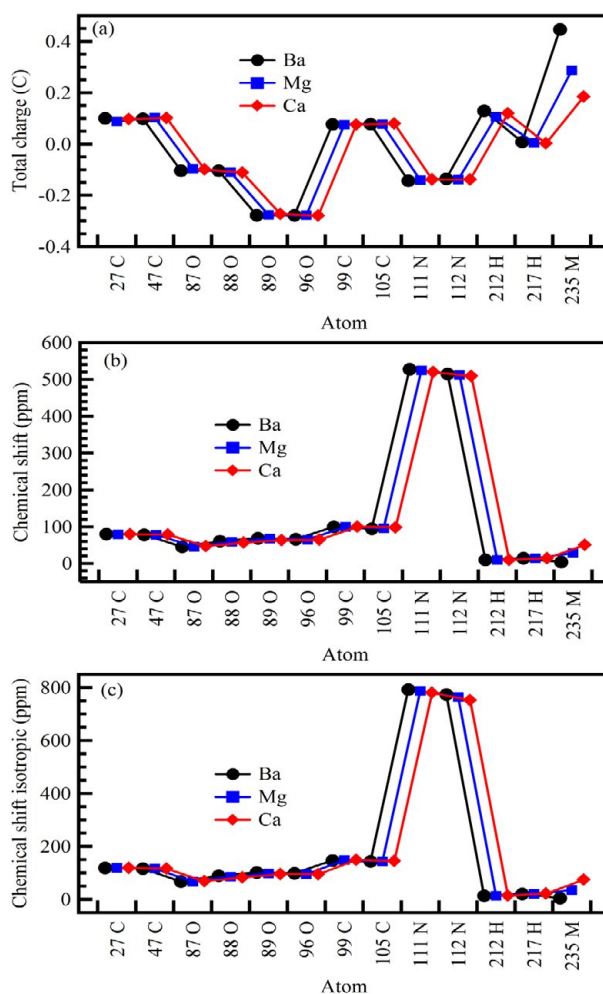 (a)
Total charge (C)
0.4
0.2
0.0
-0.2
-0.4
Ba
Mg
Ca
27 C
47 C
87 O
88 O
89 O
96 O
99 C
105 C
111 N
112 N
212 H
217 H
235 M
Atom
(b)
Chemical shift (ppm)
600
500
400
300
200
100
0
Ba
Mg
Ca
27 C
47 C
87 O
88 O
89 O
96 O
99 C
105 C
111 N
112 N
212 H
217 H
235 M
Atom
(c)
Chemical shift isotropic (ppm)
800
600
400
200
0
Ba
Mg
Ca
27 C
47 C
87 O
88 O
89 O
96 O
99 C
105 C
111 N
112 N
212 H
217 H
235 M
Atom